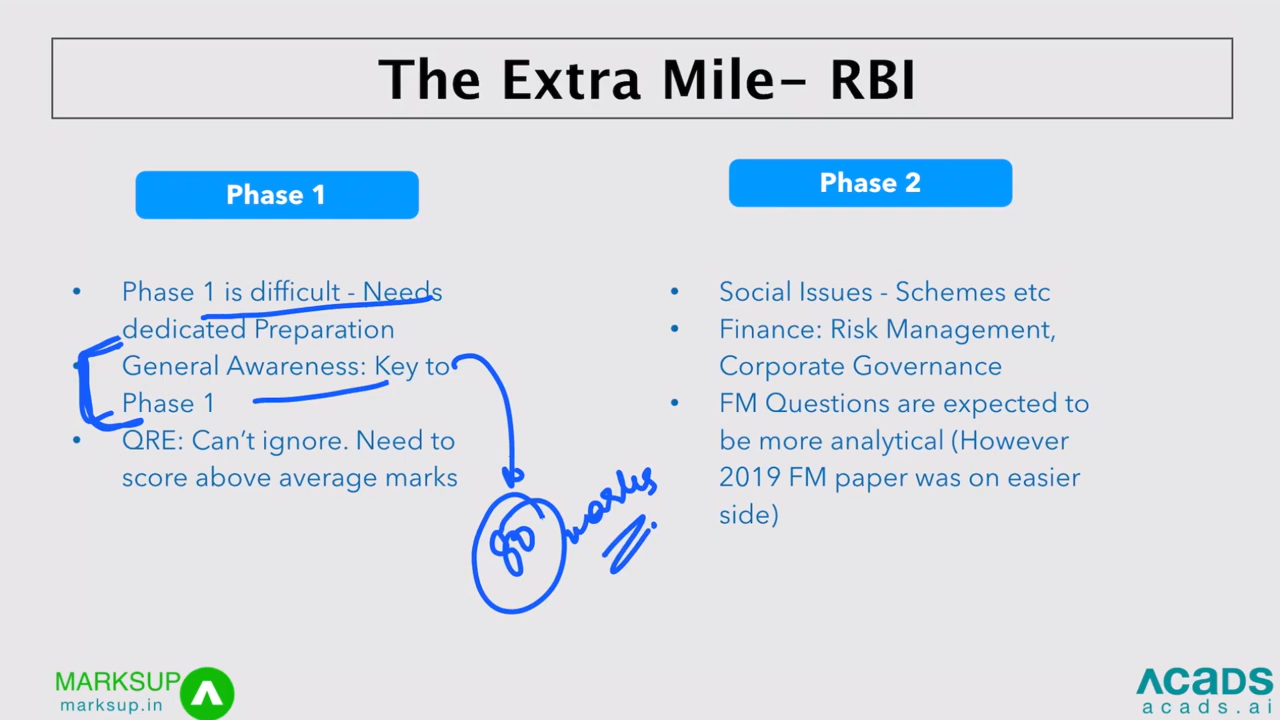 The Extra Mile– RBI
Phase 1
• Phase 1 is difficult - Needs
dedicated Preparation
• General Awareness: Key to
Phase 1
• QRE: Can't ignore. Need to
score above average marks
80 marks
Phase 2
• Social Issues - Schemes etc
• Finance: Risk Management,
Corporate Governance
• FM Questions are expected to
be more analytical (However
2019 FM paper was on easier
side)
MARKSUP
marksup.in
ACADS
acads.ai